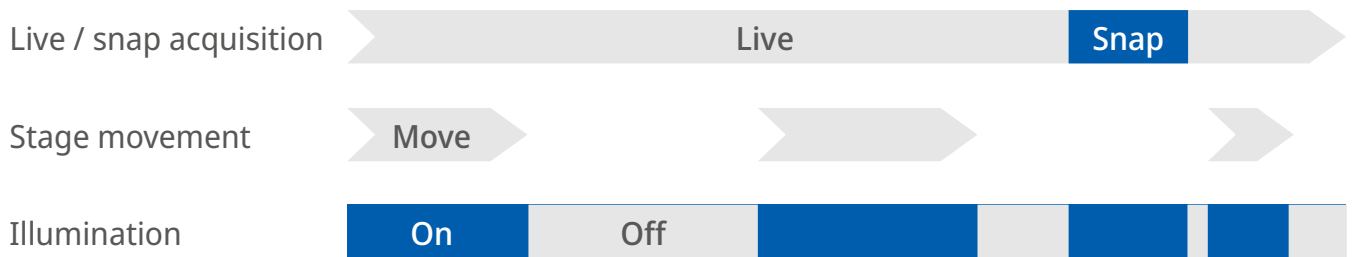 Live / snap acquisition
Live
Snap
Stage movement
Move
Illumination
On
Off